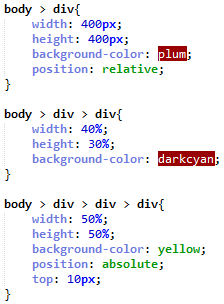 body > div{
width: 400px;
height: 400px;
background-color: plum;
position: relative;
}
body > div > div{
width: 40%;
height: 30%;
background-color: darkcyan;
}
body > div > div > div{
width: 50%;
height: 50%;
background-color: yellow;
position: absolute;
top: 10px;
}